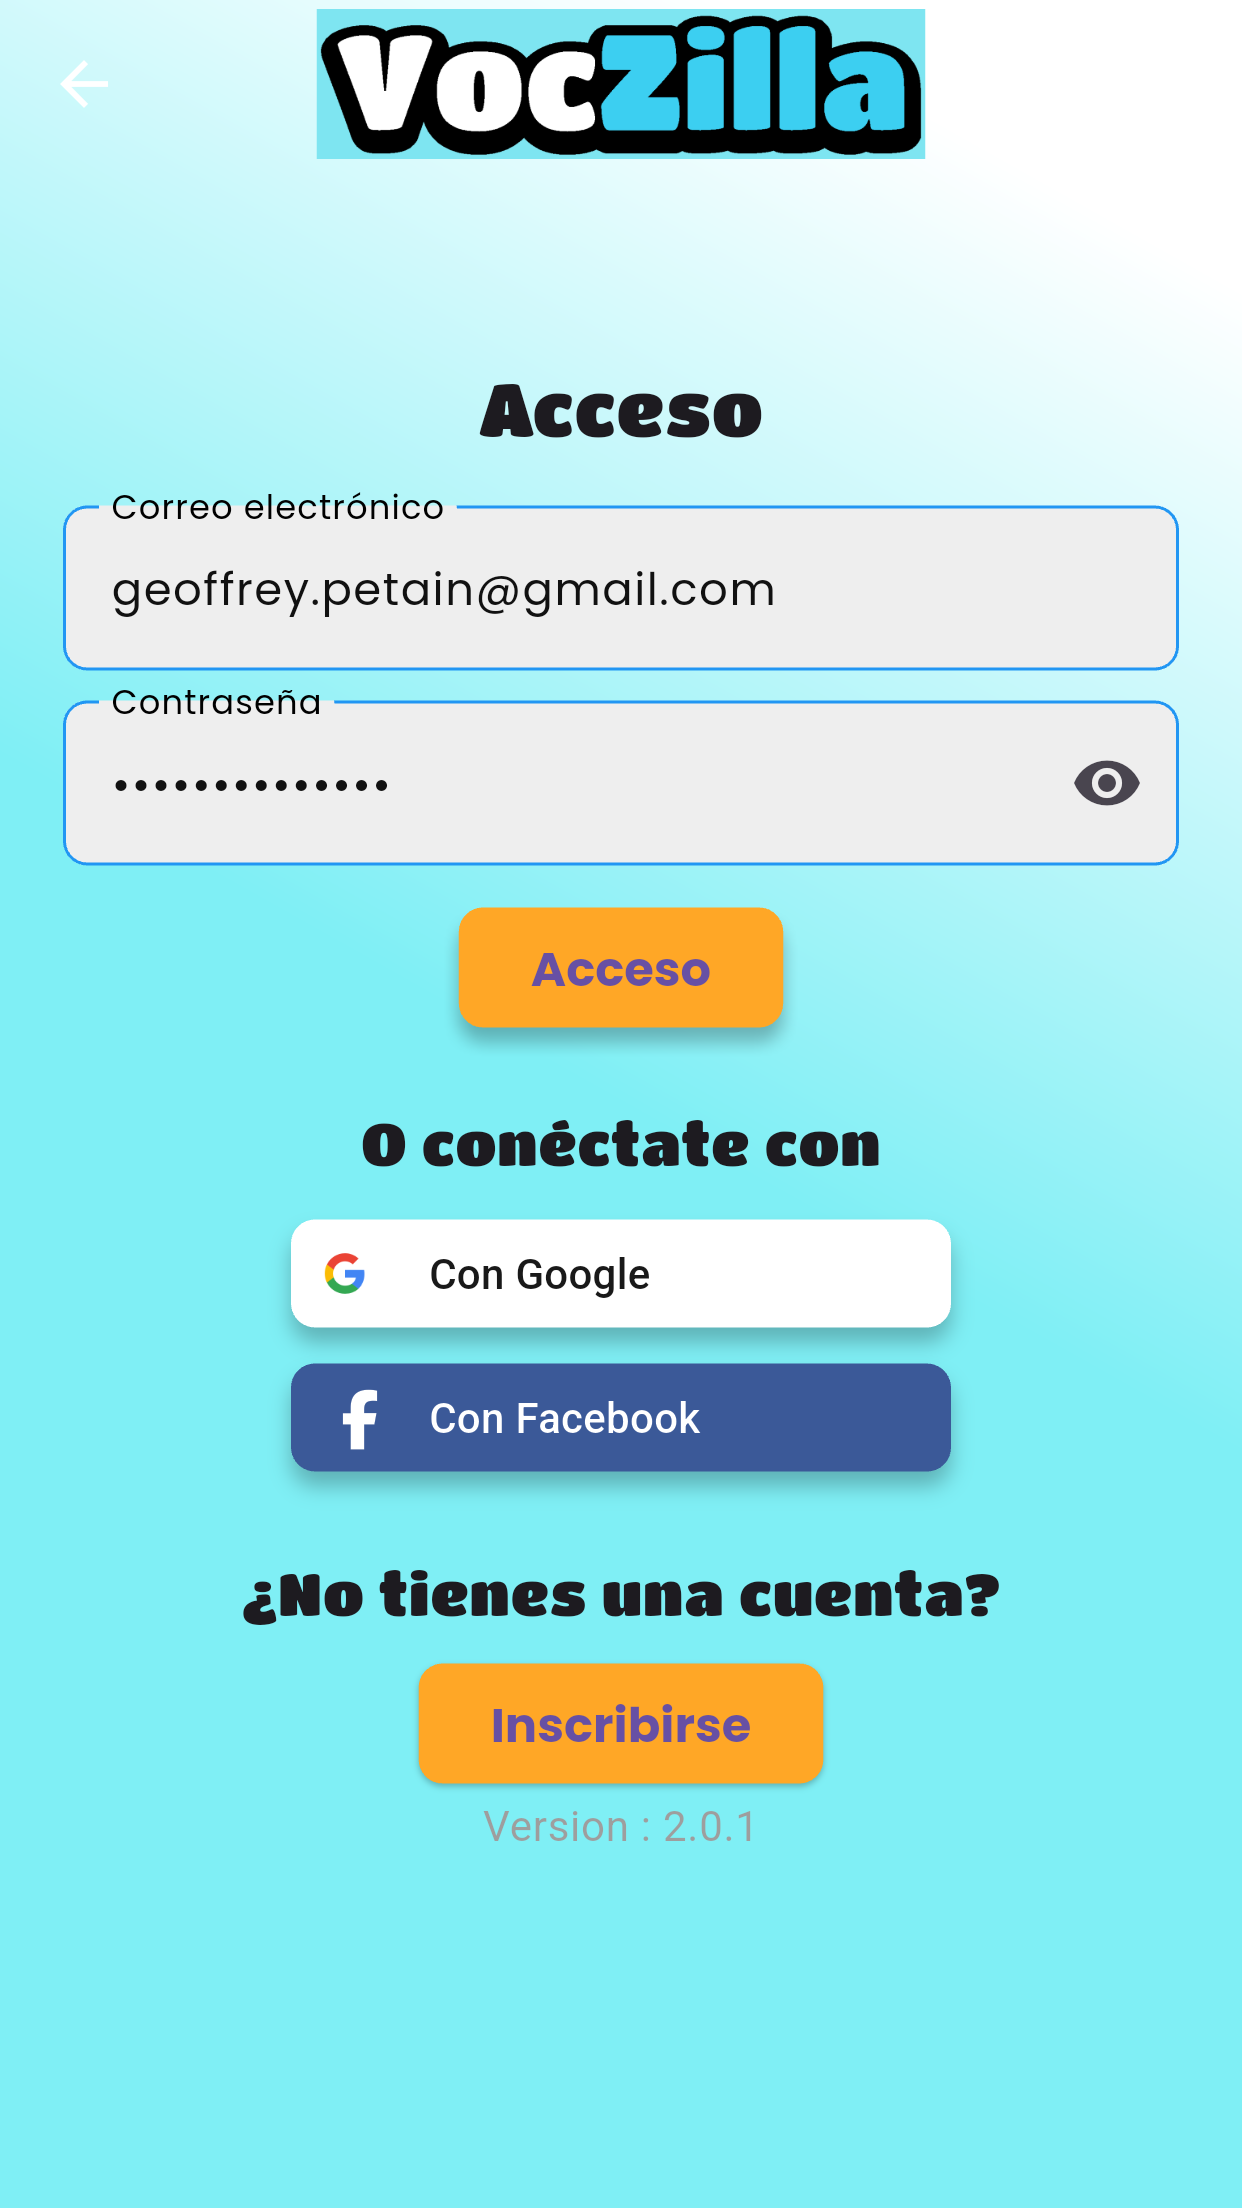 VocZilla
Acceso
Correo electrónico
geoffrey.petain@gmail.com
Contraseña
••••••••••••••
Acceso
O conéctate con
Con Google
Con Facebook
¿No tienes una cuenta?
Inscribirse
Version : 2.0.1